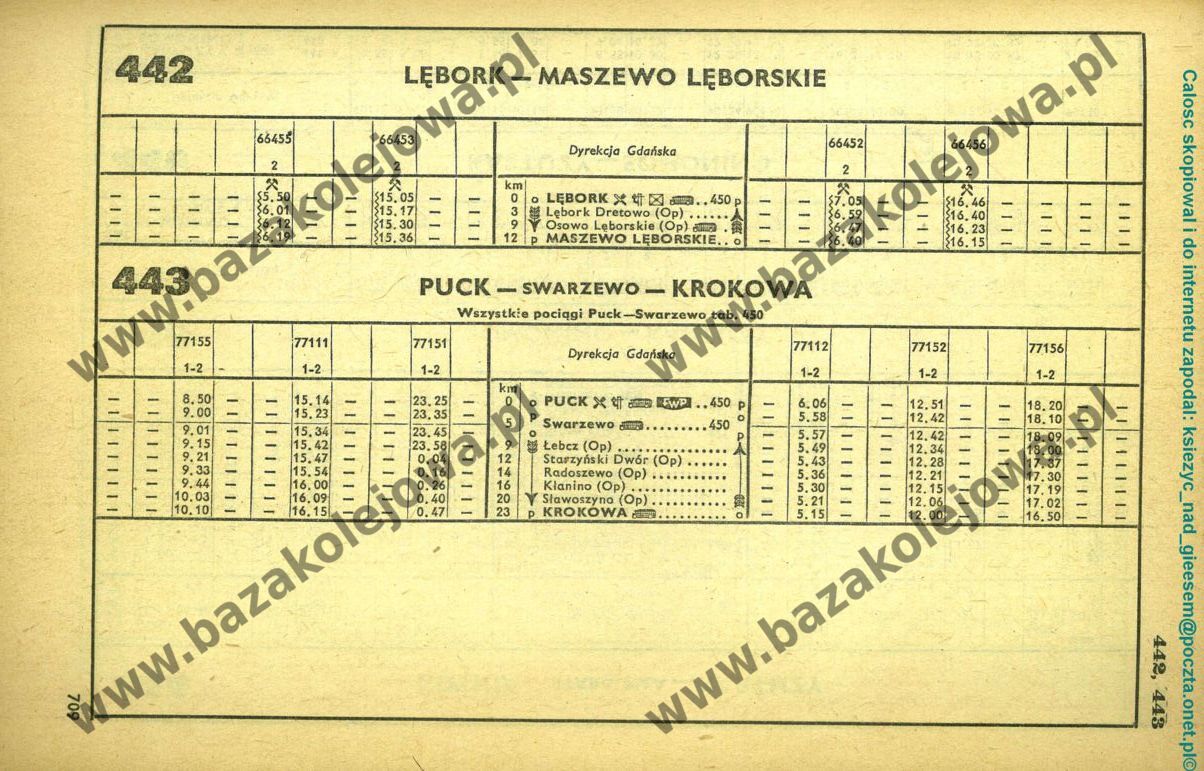 442
LĘBORK — MASZEWO LĘBORSKIE
66455 66453 Dyrekcja Gdańska 66452 66456
2 2 2 2
km
5.50 15.05 0 o LĘBORK ..450 p 7.05 16.46
6.01 15.17 3 Lębork Dretowo (Op) ...... 6.59 16.40
6.12 15.30 9 Osowo Lęborskie (Op) . 6.47 16.23
6.19 15.36 12 p MASZEWO LĘBORSKIE.. o 6.40 16.15
443
PUCK — SWARZEWO — KROKOWA
Wszystkie pociągi Puck—Swarzewo tab. 450
77155 77111 77151 Dyrekcja Gdańska 77112 77152 77156
1-2 1-2 1-2 1-2 1-2 1-2
km
8.50 15.14 23.25 0 o PUCK ..450 p 6.06 12.51 18.20
9.00 15.23 23.35 5 p Swarzewo .........450 o 5.58 12.42 18.10
9.01 15.34 23.45 o p 5.57 12.42 18.09
9.15 15.42 23.58 9 Łebcz (Op) 5.49 12.34 18.00
9.21 15.47 0.04 12 Starzyński Dwór (Op) 5.43 12.28
9.33 15.54 0.16 14 Radoszewo (Op) 5.36 12.21 17.30
9.44 16.00 0.26 16 Kłanino (Op) 5.30 12.15 17.19
10.03 16.09 0.40 20 Sławoszyna (Op) 5.21 12.06 17.02
10.10 16.15 0.47 23 p KROKOWA o 5.15 12.00 16.50
709
442, 443
Calosc skopiowal i do internetu zapodal: ksiezyc_nad_gieesem@poczta.onet.pl©
www.bazakolejowa.pl
www.bazakolejowa.pl
www.bazakolejowa.pl
www.bazakolejowa.pl